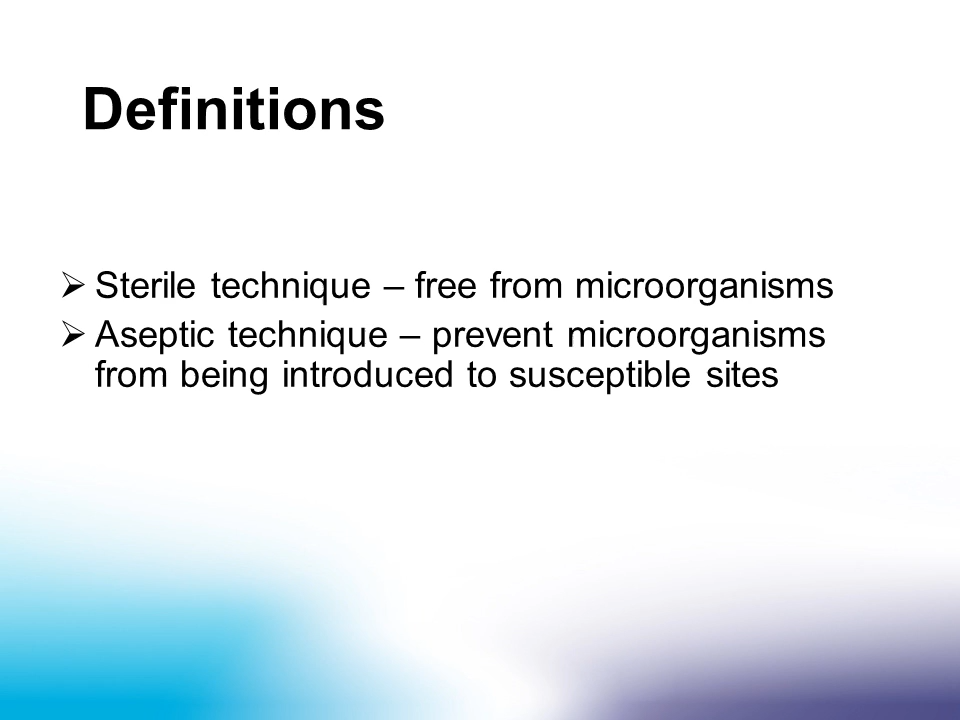 Definitions
➢ Sterile technique – free from microorganisms
➢ Aseptic technique – prevent microorganisms
from being introduced to susceptible sites